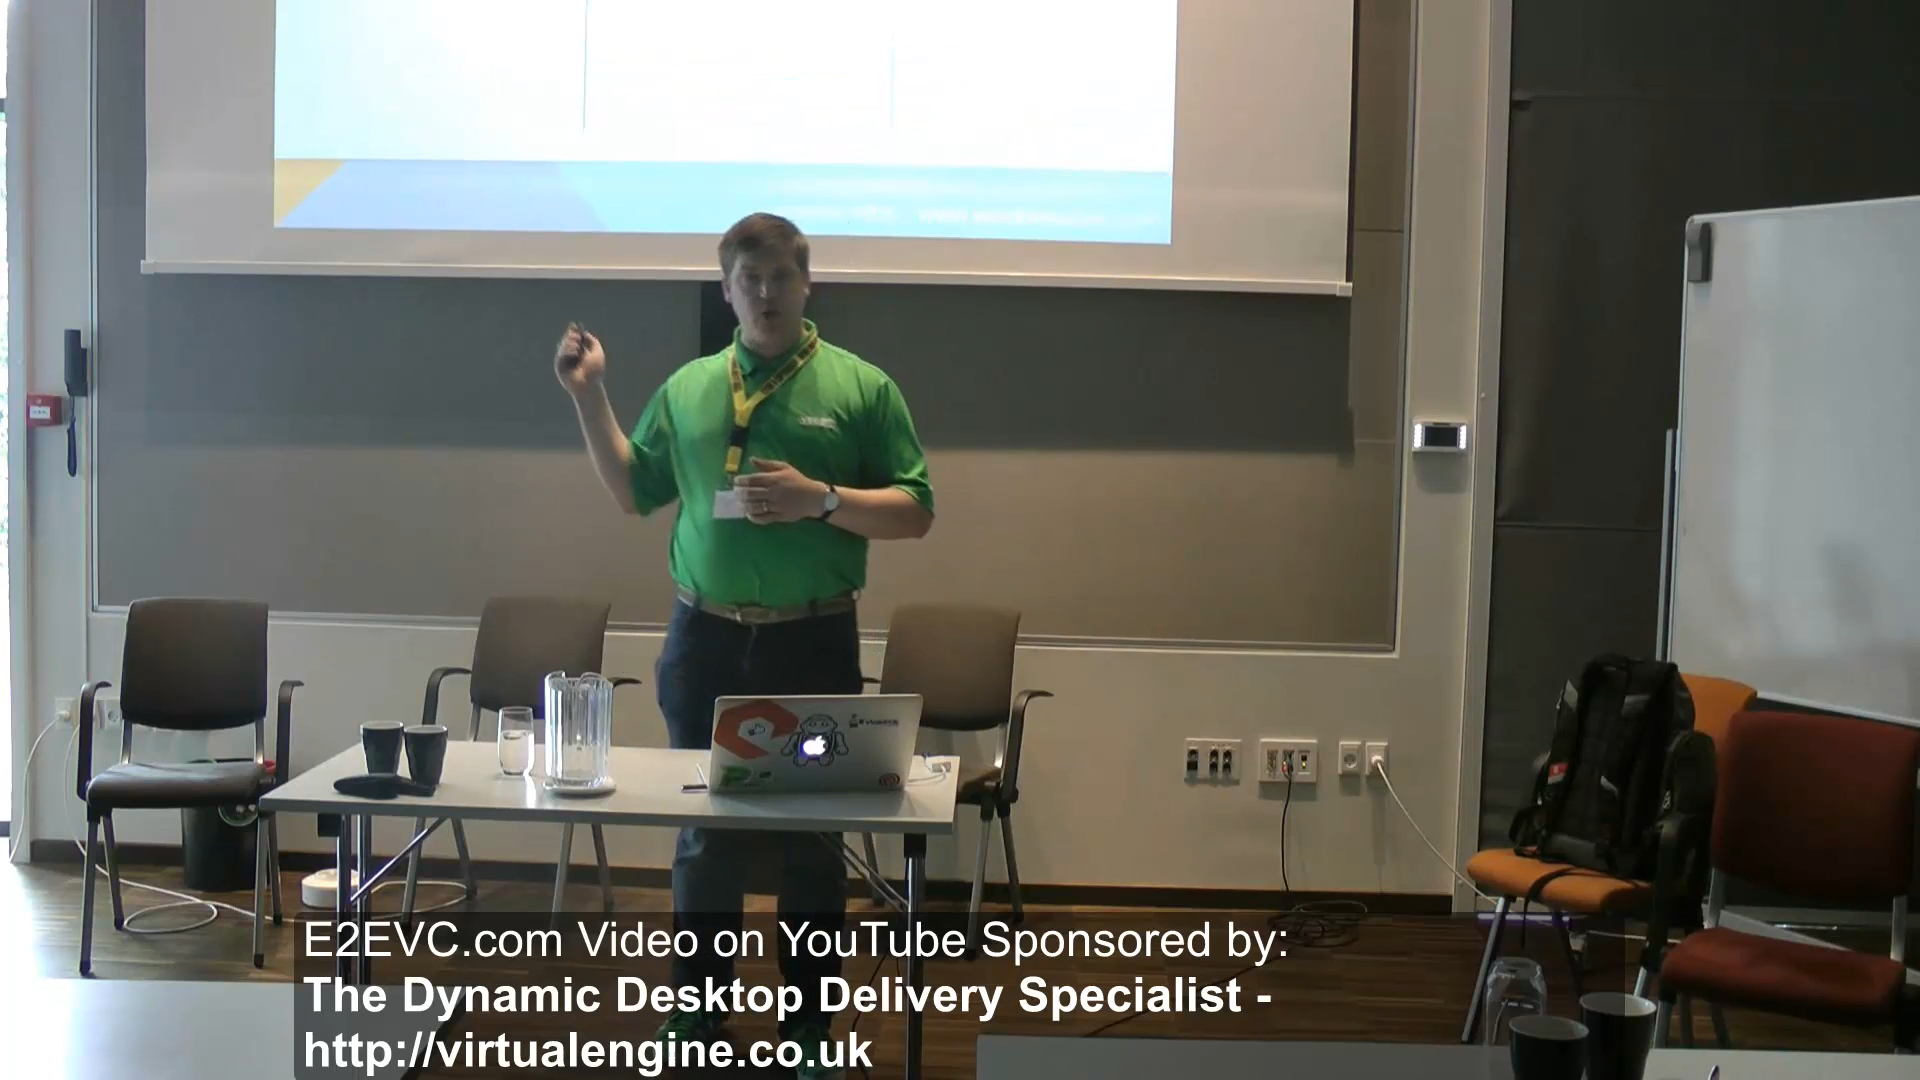 E2EVC.com Video on YouTube Sponsored by:
The Dynamic Desktop Delivery Specialist -
http://virtualengine.co.uk